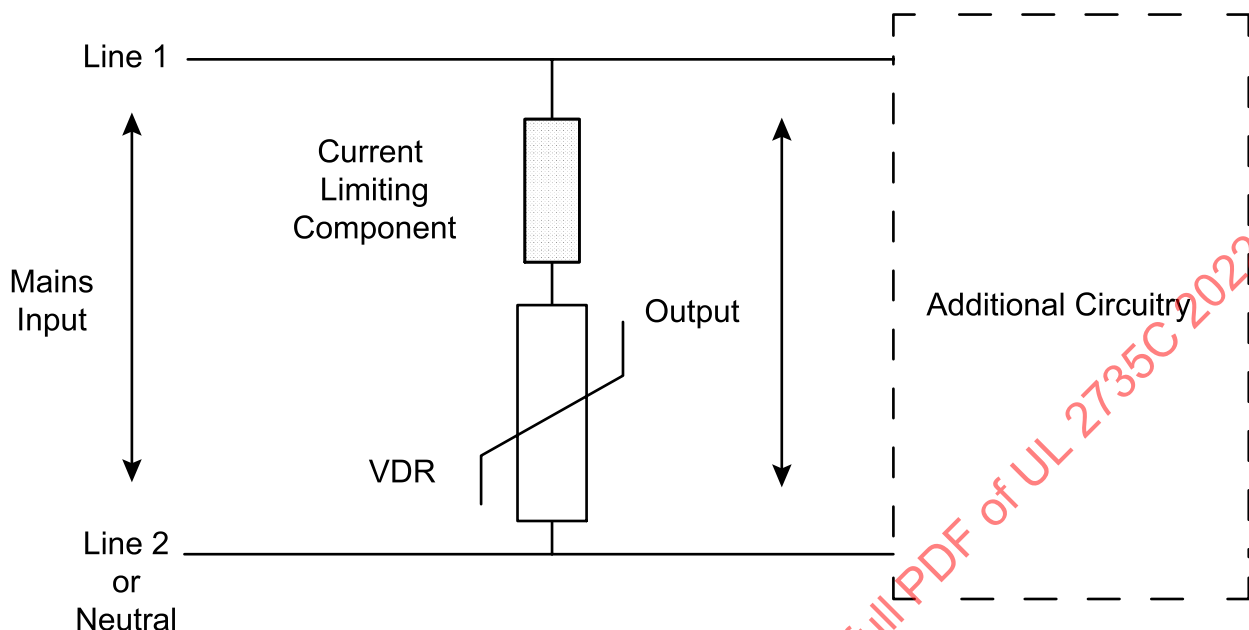 Line 1
Current
Limiting
Component
Mains
Input
Output
Additional Circuitry
VDR
Line 2
or
Neutral
full PDF of UL 2735C 2022